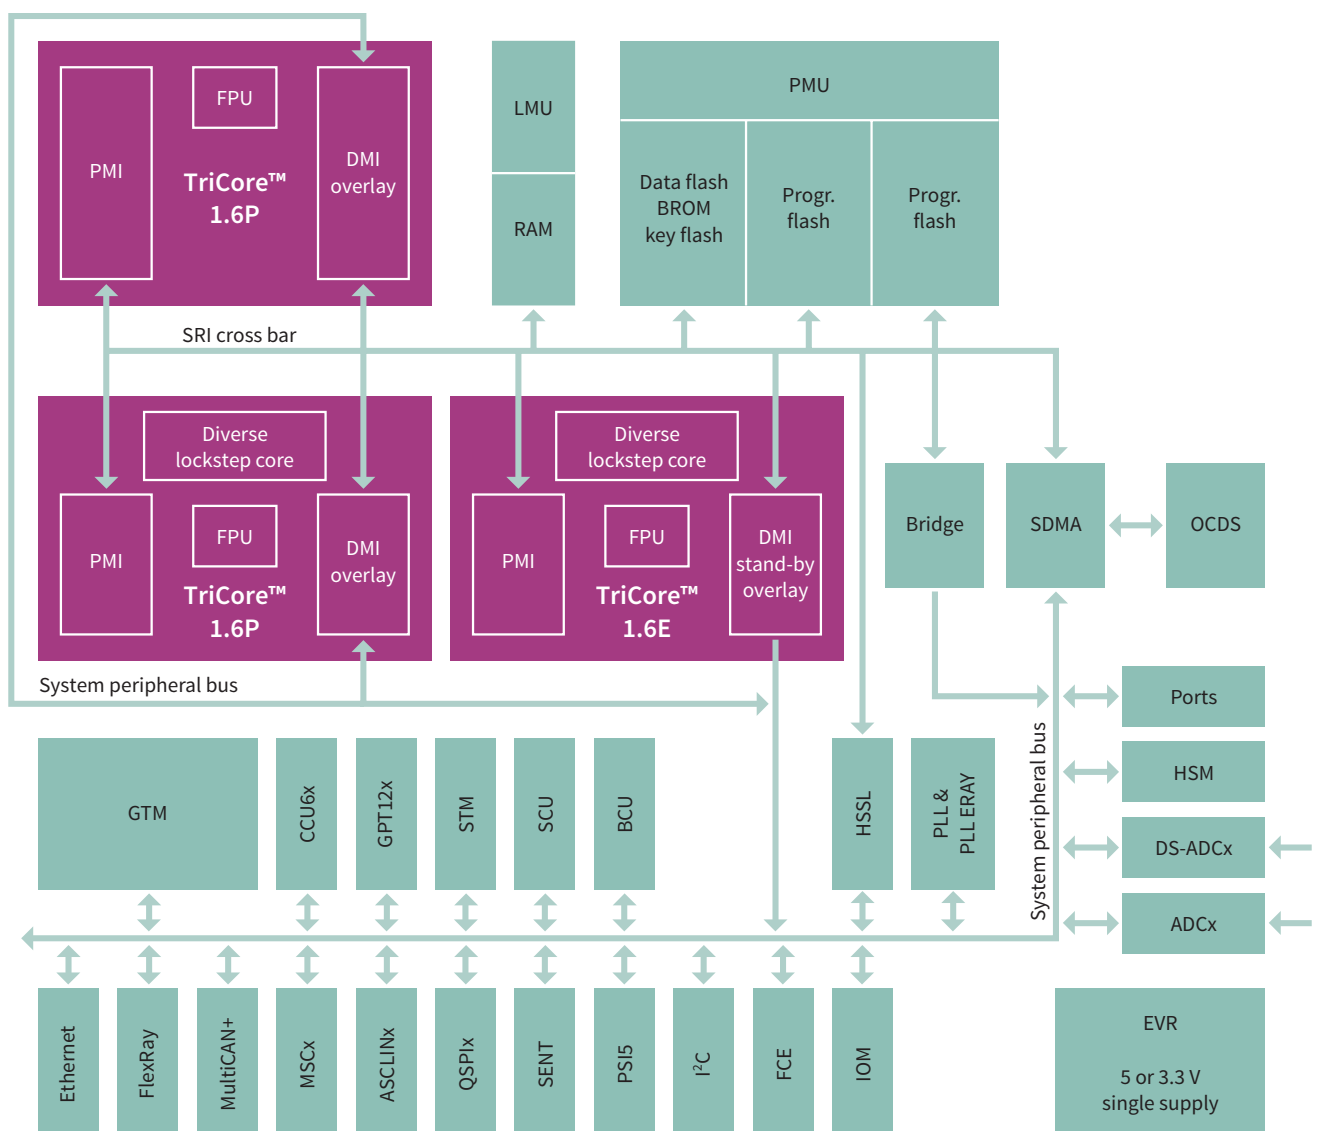 FPU
PMI
TriCore™
1.6P
DMI
overlay
LMU
RAM
PMU
Data flash
BROM
key flash
Progr.
flash
Progr.
flash
SRI cross bar
Diverse
lockstep core
PMI
FPU
TriCore™
1.6P
DMI
overlay
Diverse
lockstep core
PMI
FPU
TriCore™
1.6E
DMI
stand-by
overlay
Bridge
SDMA
OCDS
System peripheral bus
Ports
HSM
DS-ADCx
ADCx
System peripheral bus
GTM
CCU6x
GPT12x
STM
SCU
BCU
HSSL
PLL &
PLL ERAY
Ethernet
FlexRay
MultiCAN+
MSCx
ASCLINx
QSPIx
SENT
PSI5
I²C
FCE
IOM
EVR
5 or 3.3 V
single supply